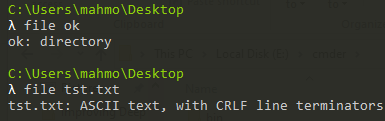 C:\Users\mahmo\Desktop
λ file ok
ok: directory
C:\Users\mahmo\Desktop
λ file tst.txt
tst.txt: ASCII text, with CRLF line terminators